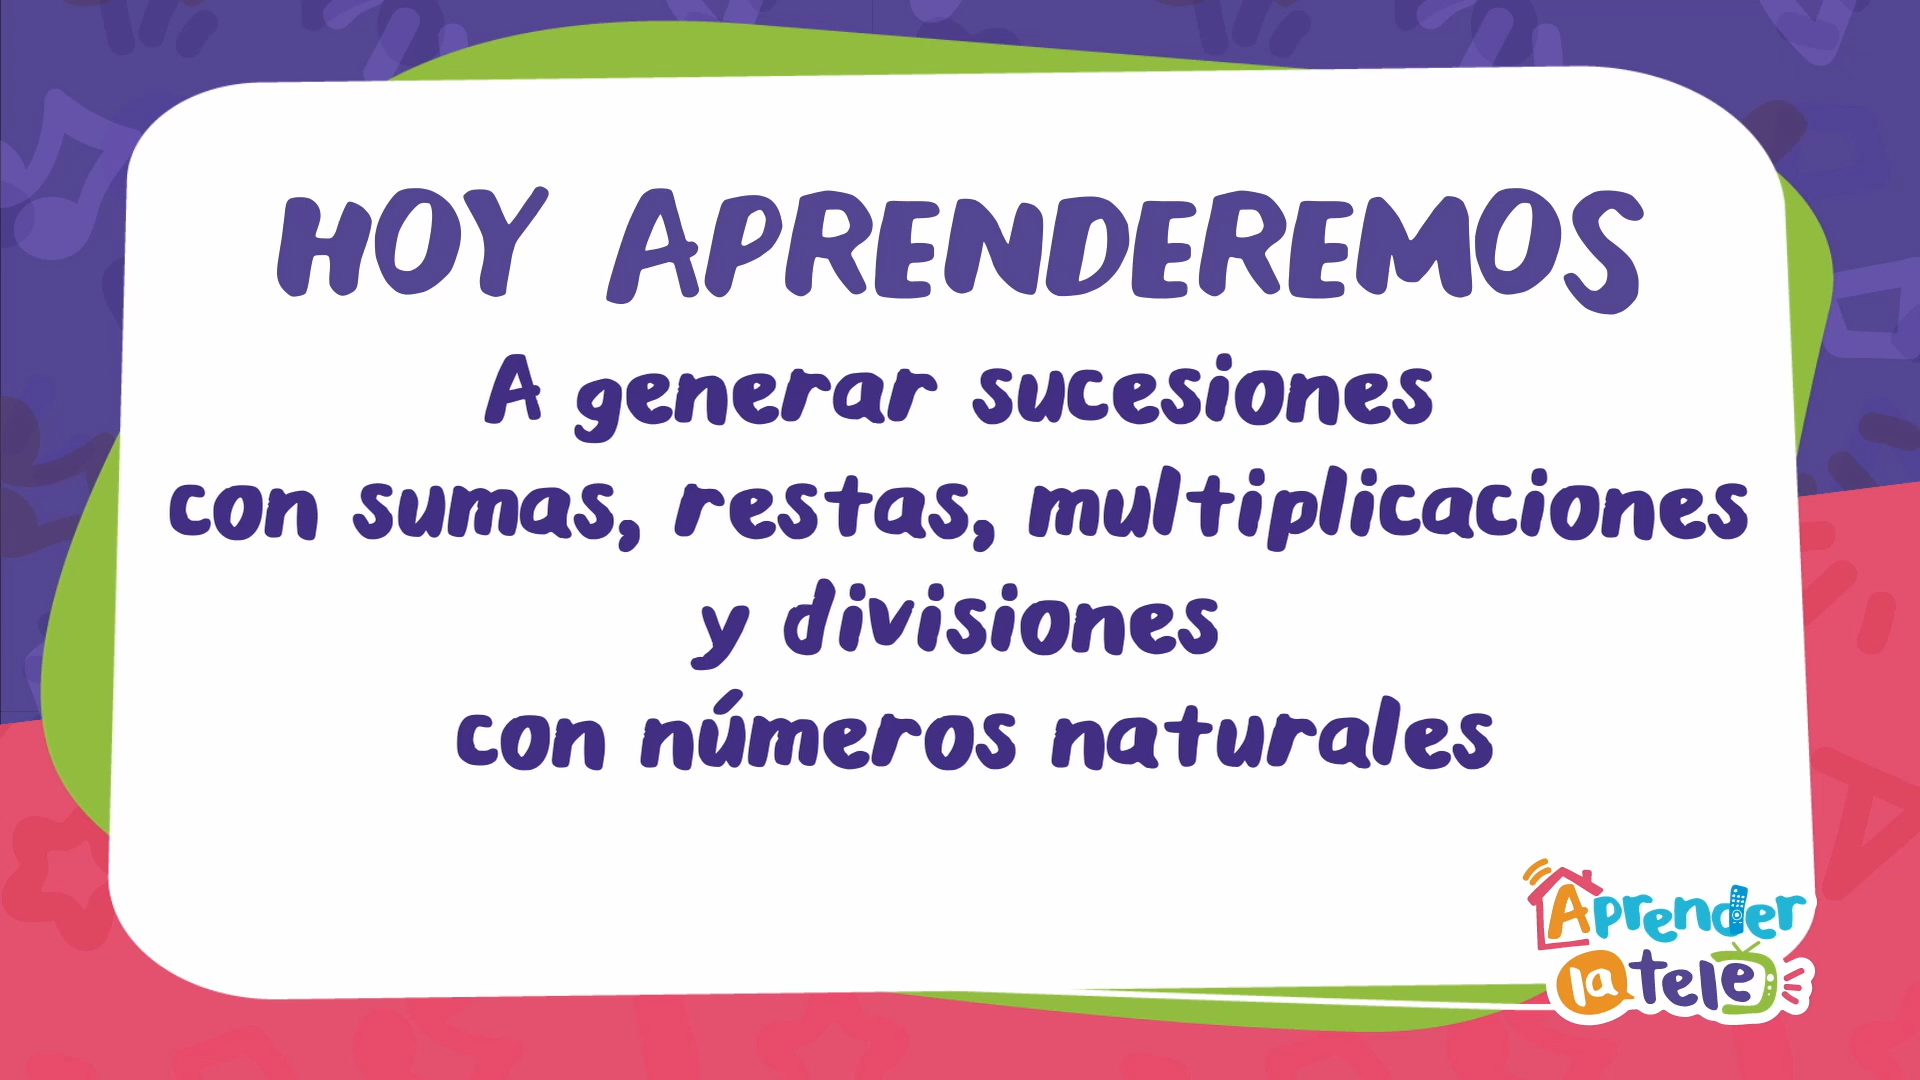 HOY APRENDEREMOS
A generar sucesiones
con sumas, restas, multiplicaciones
y divisiones
con números naturales
Aprender
la tele